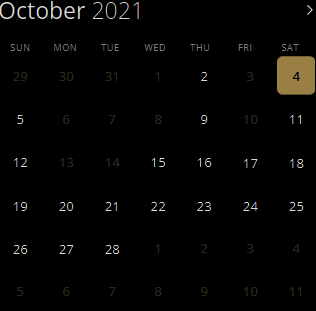 October 2021 >
SUN MON TUE WED THU FRI SAT
29 30 31 1 2 3 4
5 6 7 8 9 10 11
12 13 14 15 16 17 18
19 20 21 22 23 24 25
26 27 28 1 2 3 4
5 6 7 8 9 10 11